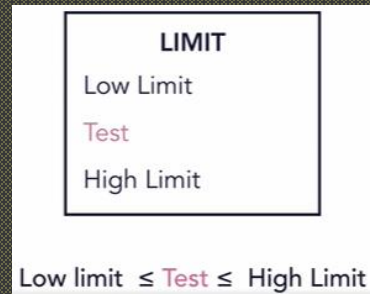 LIMIT
Low Limit
Test
High Limit
Low limit ≤ Test ≤ High Limit